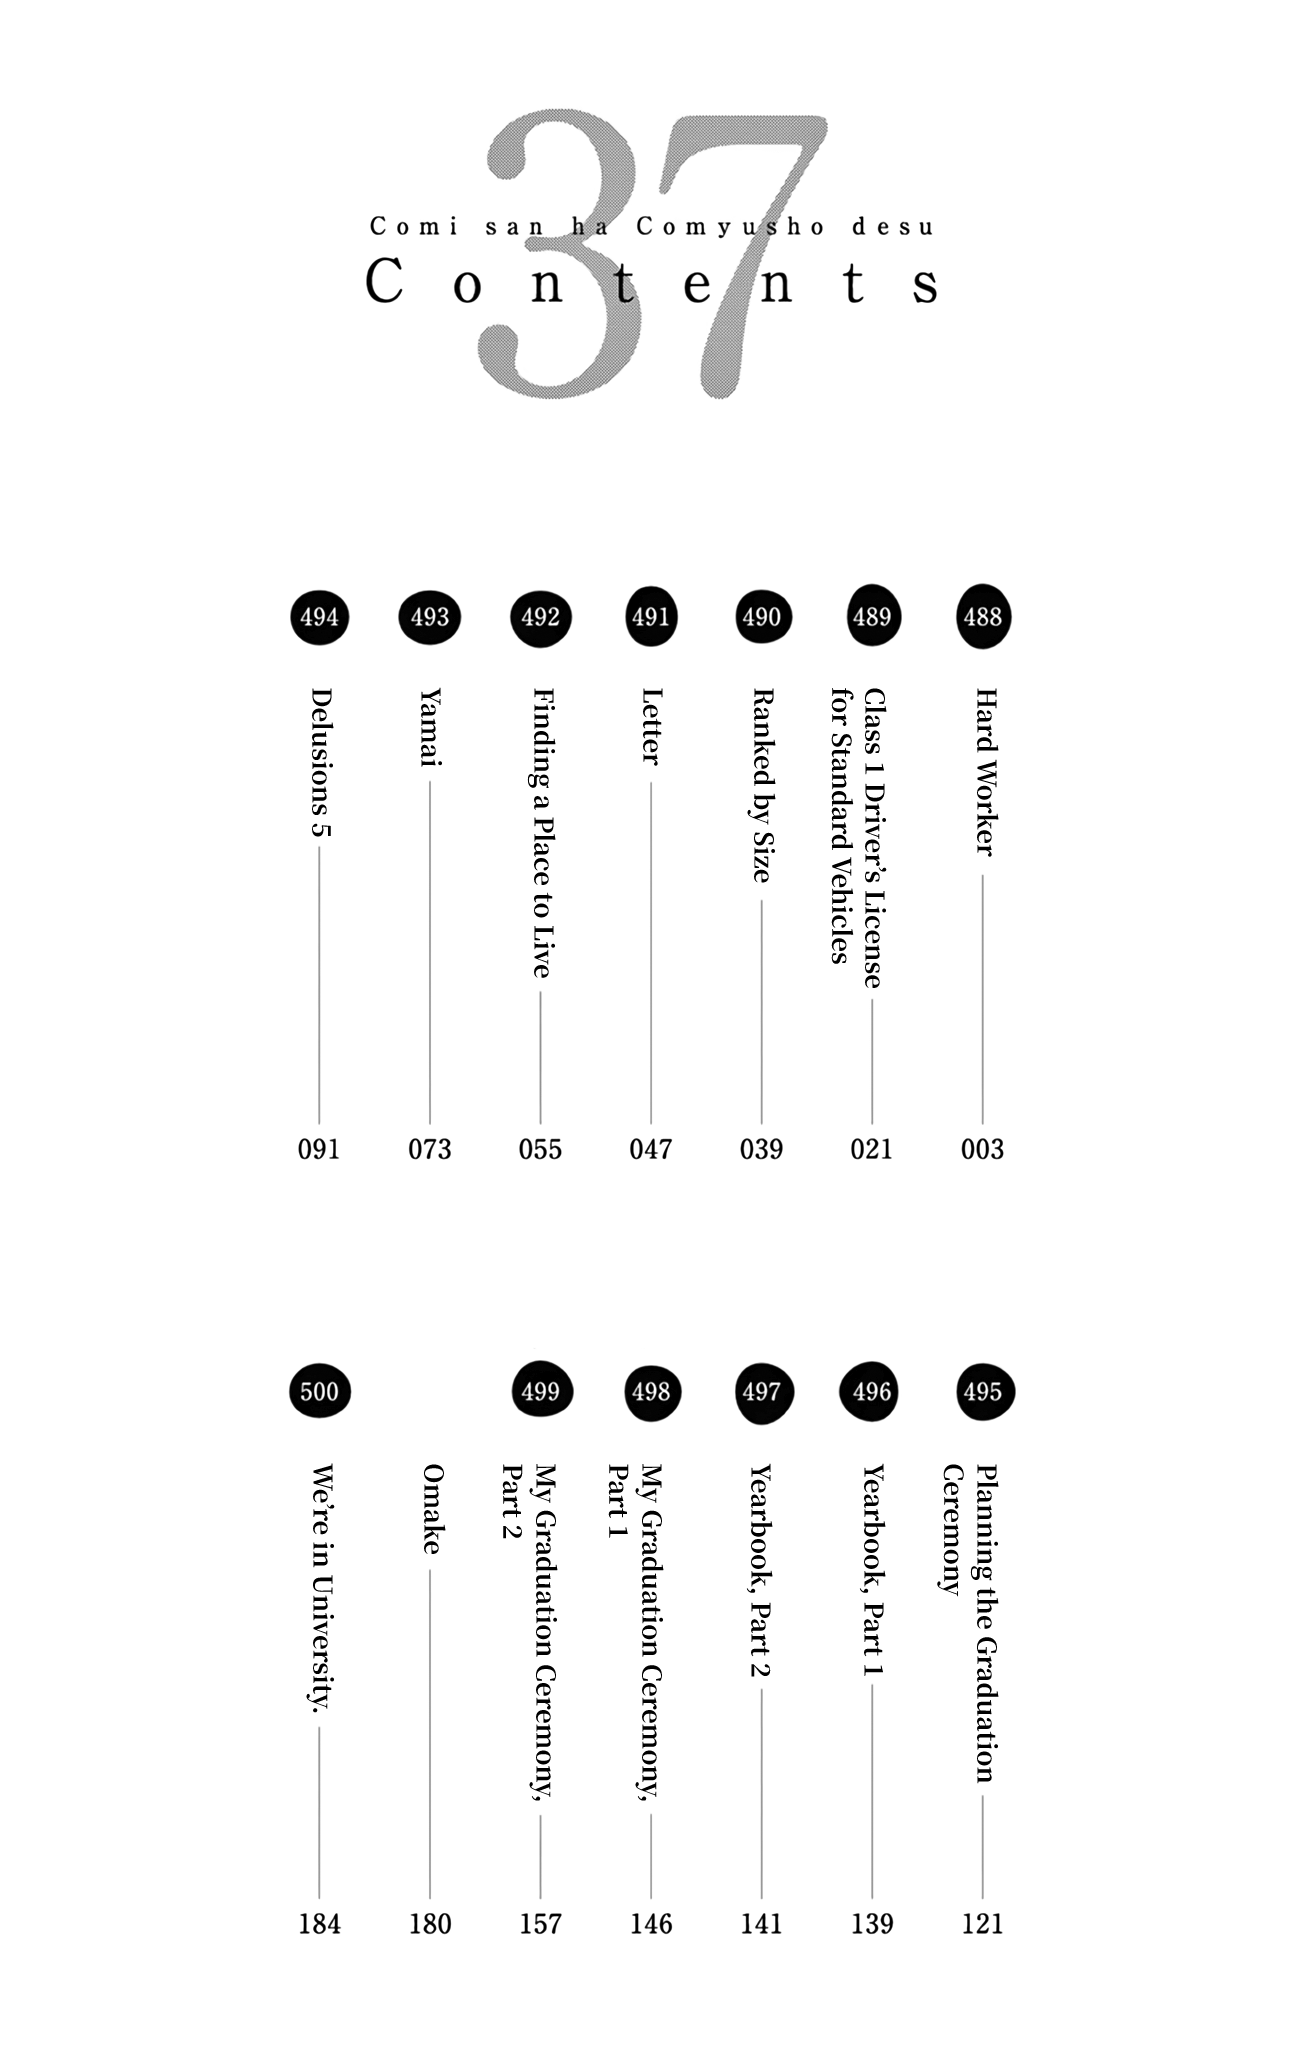 37
Comi san ha Comyusho desu
Contents
488
Hard Worker
003
489
Class 1 Driver's License
for Standard Vehicles
021
490
Ranked by Size
039
491
Letter
047
492
Finding a Place to Live
055
493
Yamai
073
494
Delusions 5
091
495
Planning the Graduation
Ceremony
121
496
Yearbook, Part 1
139
497
Yearbook, Part 2
141
498
My Graduation Ceremony,
Part 1
146
499
My Graduation Ceremony,
Part 2
157
Omake
180
500
We're in University.
184